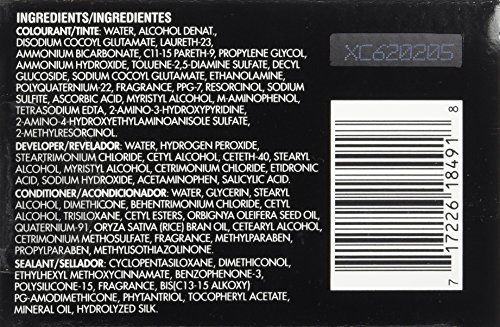 INGREDIENTS/INGREDIENTES
COLOURANT/TINTE: WATER, ALCOHOL DENAT.,
DISODIUM COCOYL GLUTAMATE, LAURETH-23,
AMMONIUM BICARBONATE, C11-15 PARETH-9, PROPYLENE GLYCOL,
AMMONIUM HYDROXIDE, TOLUENE-2,5-DIAMINE SULFATE, DECYL
GLUCOSIDE, SODIUM COCOYL GLUTAMATE, ETHANOLAMINE,
POLYQUATERNIUM-22, FRAGRANCE, PPG-7, RESORCINOL, SODIUM
SULFITE, ASCORBIC ACID, MYRISTYL ALCOHOL, M-AMINOPHENOL,
TETRASODIUM EDTA, 2-AMINO-3-HYDROXYPYRIDINE,
2-AMINO-4-HYDROXYETHYLAMINOANISOLE SULFATE,
2-METHYLRESORCINOL.
DEVELOPER/REVELADOR: WATER, HYDROGEN PEROXIDE,
STEARTRIMONIUM CHLORIDE, CETYL ALCOHOL, CETETH-40, STEARYL
ALCOHOL, MYRISTYL ALCOHOL, CETRIMONIUM CHLORIDE, ETIDRONIC
ACID, SODIUM HYDROXIDE, ACETAMINOPHEN, SALICYLIC ACID.
CONDITIONER/ACONDICIONADOR: WATER, GLYCERIN, STEARYL
ALCOHOL, DIMETHICONE, BEHENTRIMONIUM CHLORIDE, CETYL
ALCOHOL, TRISILOXANE, CETYL ESTERS, ORBIGNYA OLEIFERA SEED OIL,
QUATERNIUM-91, ORYZA SATIVA (RICE) BRAN OIL, CETEARYL ALCOHOL,
CETRIMONIUM METHOSULFATE, FRAGRANCE, METHYLPARABEN,
PROPYLPARABEN, METHYLISOTHIAZOLINONE.
SEALANT/SELLADOR: CYCLOPENTASILOXANE, DIMETHICONOL,
ETHYLHEXYL METHOXYCINNAMATE, BENZOPHENONE-3,
POLYSILICONE-15, FRAGRANCE, BIS(C13-15 ALKOXY)
PG-AMODIMETHICONE, PHYTANTRIOL, TOCOPHERYL ACETATE,
MINERAL OIL, HYDROLYZED SILK.
XC620205
7 17226 18491 8